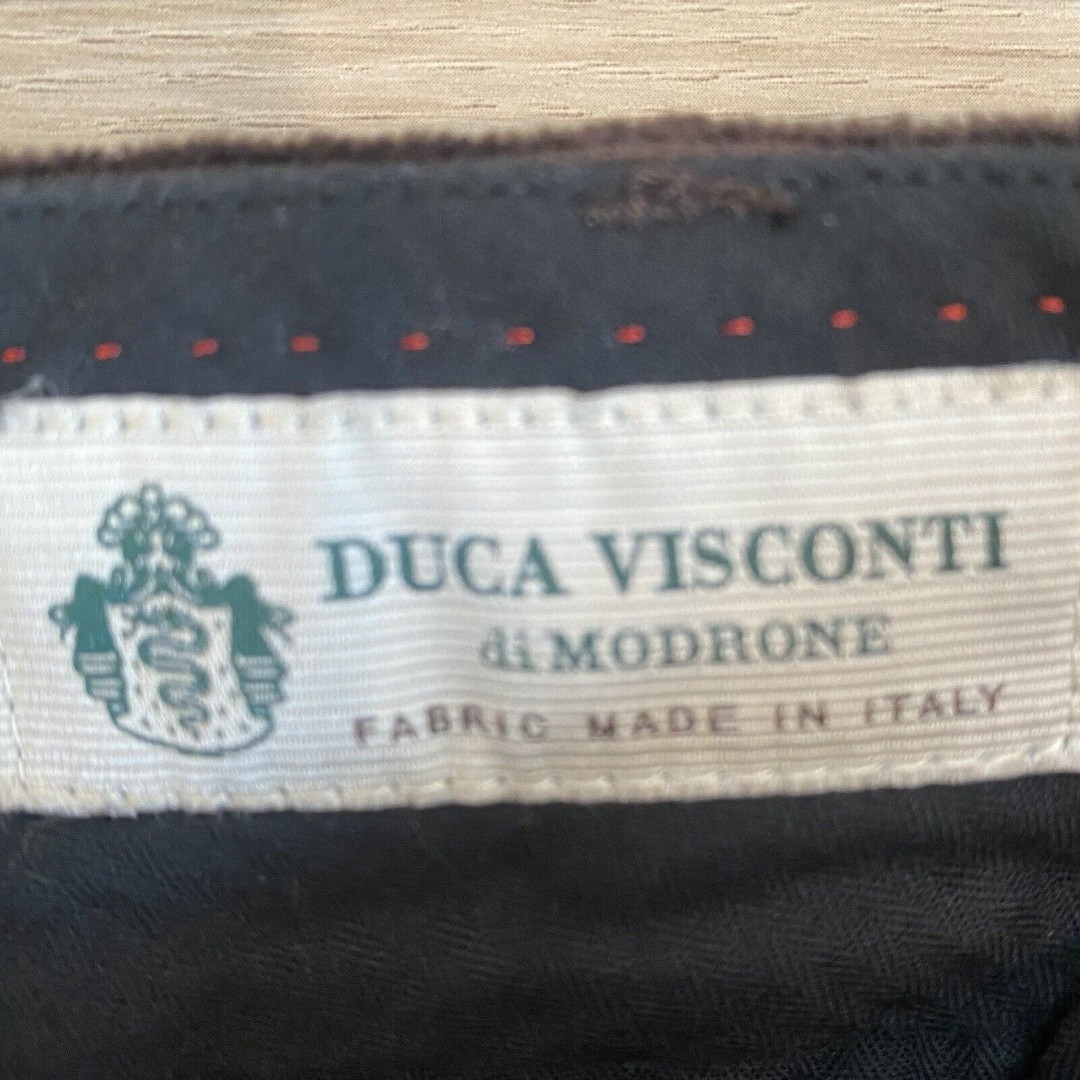 DUCA VISCONTI
di MODRONE
FABRIC MADE IN ITALY